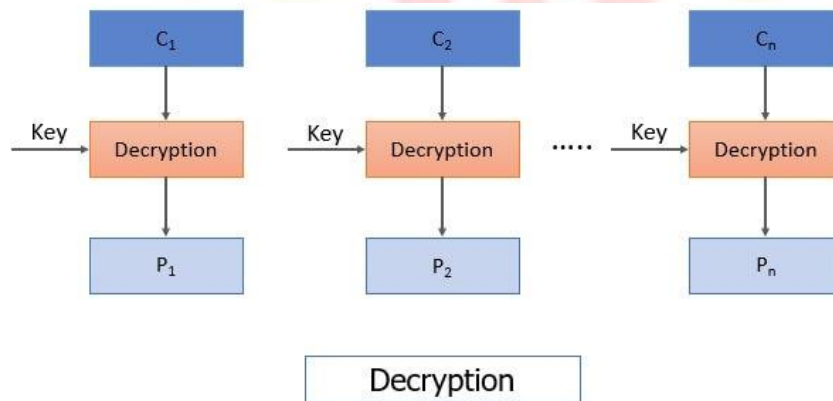 C₁ C₂ Cₙ
Key Decryption Key Decryption ..... Key Decryption
P₁ P₂ Pₙ
Decryption